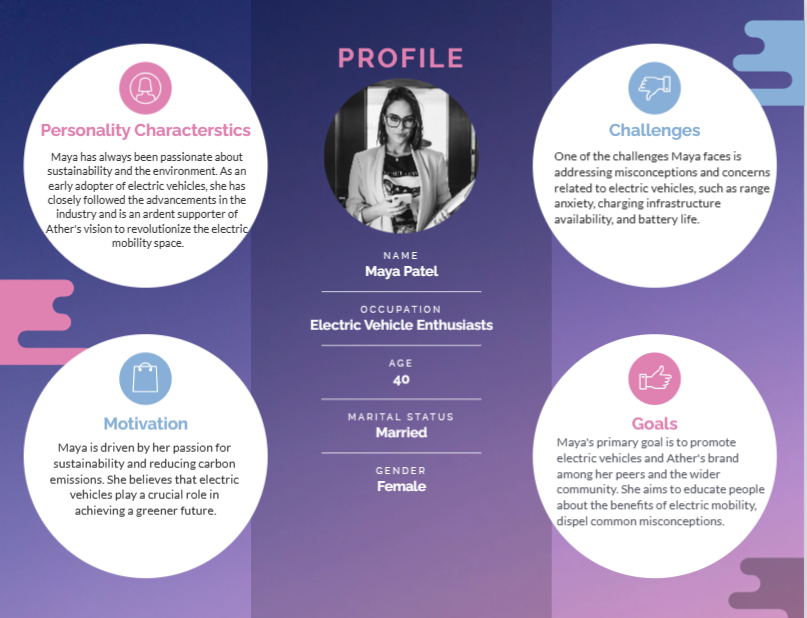 PROFILE
Personality Characterstics
Maya has always been passionate about
sustainability and the environment. As an
early adopter of electric vehicles, she has
closely followed the advancements in the
industry and is an ardent supporter of
Ather's vision to revolutionize the electric
mobility space.
Motivation
Maya is driven by her passion for
sustainability and reducing carbon
emissions. She believes that electric
vehicles play a crucial role in
achieving a greener future.
NAME
Maya Patel
OCCUPATION
Electric Vehicle Enthusiasts
AGE
40
MARITAL STATUS
Married
GENDER
Female
Challenges
One of the challenges Maya faces is
addressing misconceptions and concerns
related to electric vehicles, such as range
anxiety, charging infrastructure
availability, and battery life.
Goals
Maya's primary goal is to promote
electric vehicles and Ather's brand
among her peers and the wider
community. She aims to educate people
about the benefits of electric mobility,
dispel common misconceptions.